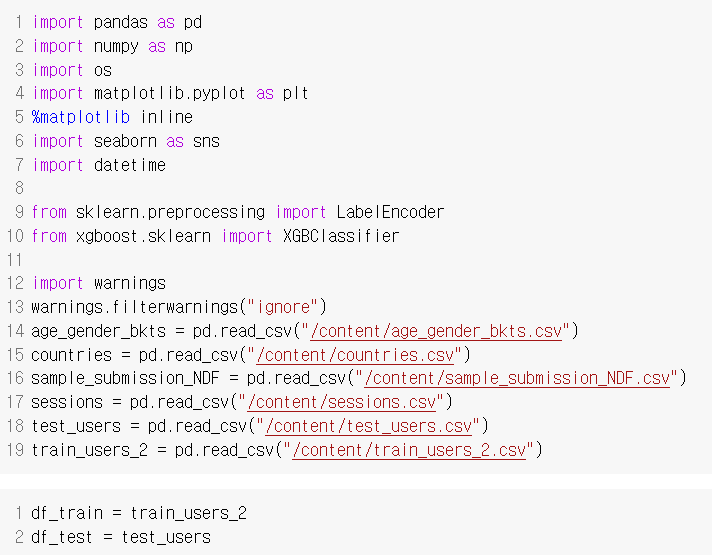 1 import pandas as pd
2 import numpy as np
3 import os
4 import matplotlib.pyplot as plt
5 %matplotlib inline
6 import seaborn as sns
7 import datetime
8
9 from sklearn.preprocessing import LabelEncoder
10 from xgboost.sklearn import XGBClassifier
11
12 import warnings
13 warnings.filterwarnings("ignore")
14 age_gender_bkts = pd.read_csv("/content/age_gender_bkts.csv")
15 countries = pd.read_csv("/content/countries.csv")
16 sample_submission_NDF = pd.read_csv("/content/sample_submission_NDF.csv")
17 sessions = pd.read_csv("/content/sessions.csv")
18 test_users = pd.read_csv("/content/test_users.csv")
19 train_users_2 = pd.read_csv("/content/train_users_2.csv")
1 df_train = train_users_2
2 df_test = test_users